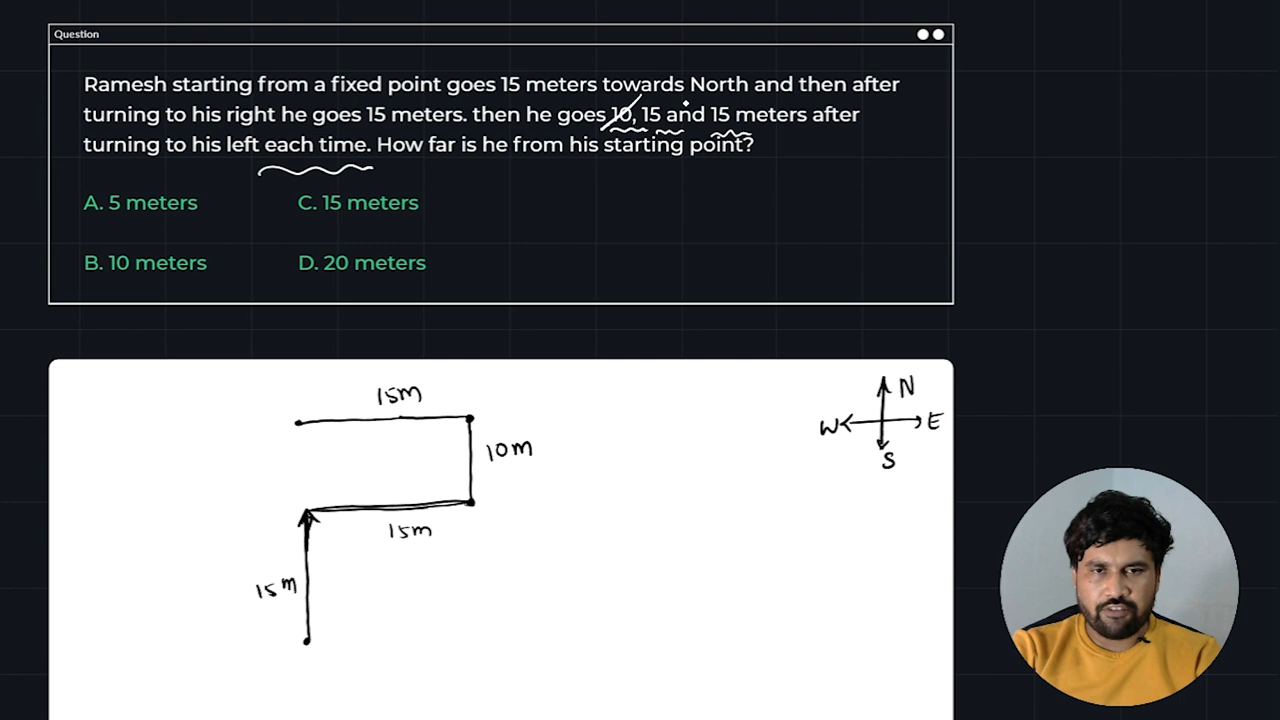 Question
Ramesh starting from a fixed point goes 15 meters towards North and then after
turning to his right he goes 15 meters. then he goes 10, 15 and 15 meters after
turning to his left each time. How far is he from his starting point?
A. 5 meters
C. 15 meters
B. 10 meters
D. 20 meters
15m
N
W
E
10m
S
15m
15m